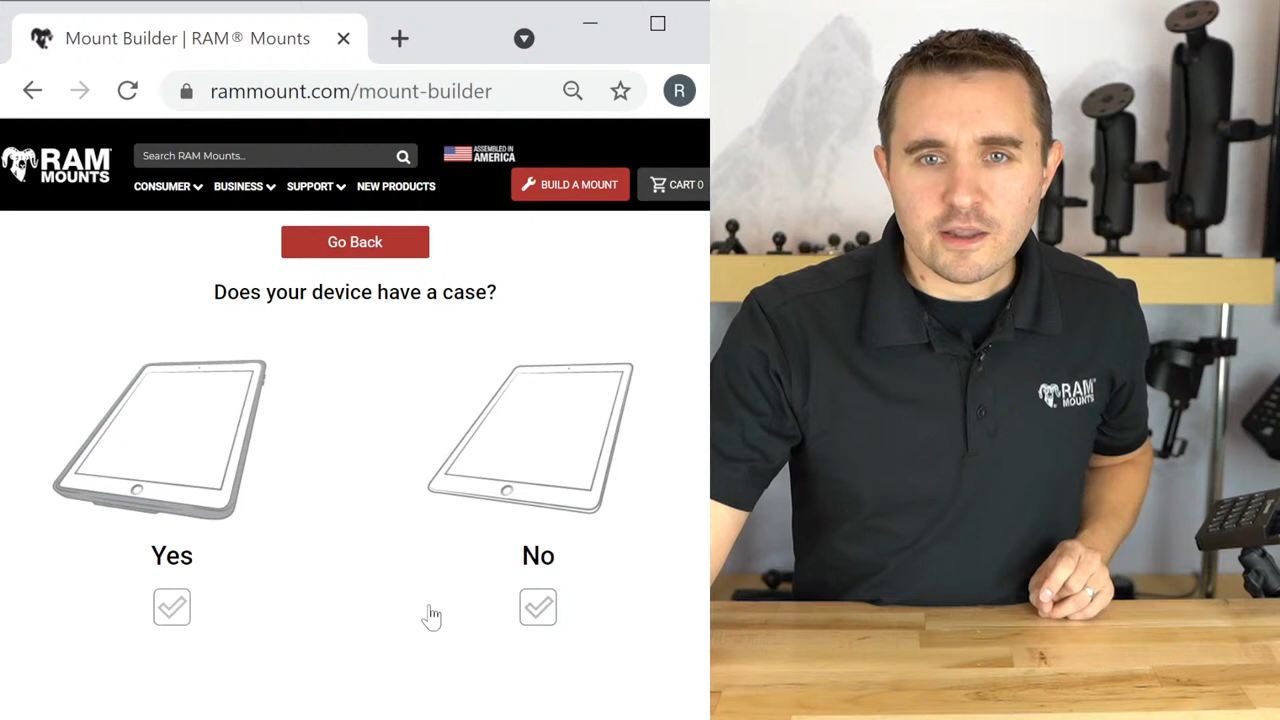 Mount Builder | RAM® Mounts
rammount.com/mount-builder
R
RAM
MOUNTS
Search RAM Mounts...
ASSEMBLED IN
AMERICA
CONSUMER
BUSINESS
SUPPORT
NEW PRODUCTS
BUILD A MOUNT
CART 0
Go Back
Does your device have a case?
Yes
No
RAM
MOUNTS